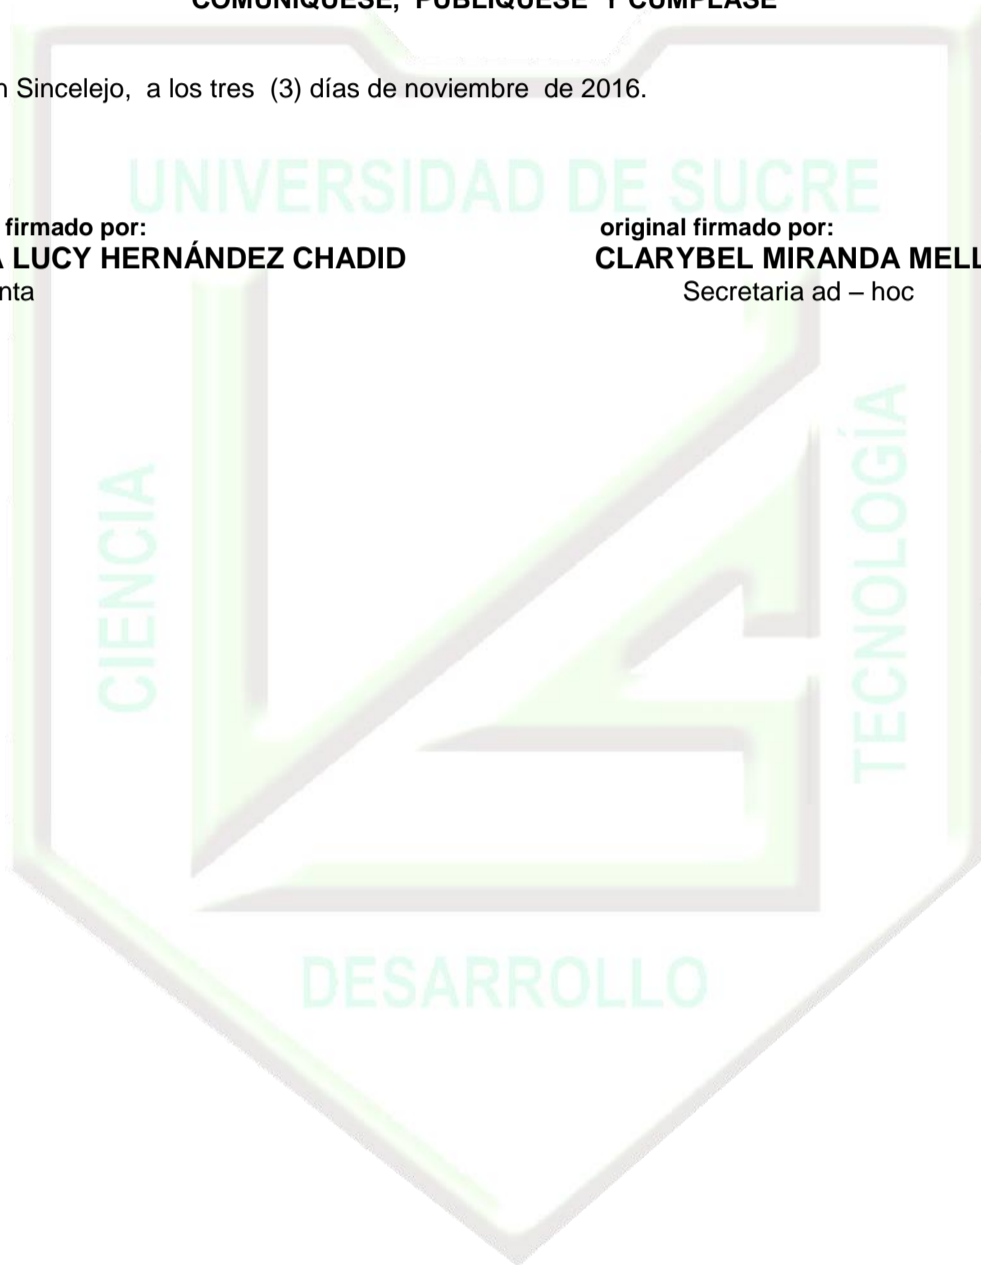 COMUNÍQUESE, PUBLÍQUESE Y CÚMPLASE
n Sincelejo, a los tres (3) días de noviembre de 2016.
UNIVERSIDAD DE SUCRE
firmado por: original firmado por:
A LUCY HERNÁNDEZ CHADID CLARYBEL MIRANDA MELL
nta Secretaria ad – hoc
CIENCIA
TECNOLOGÍA
DESARROLLO